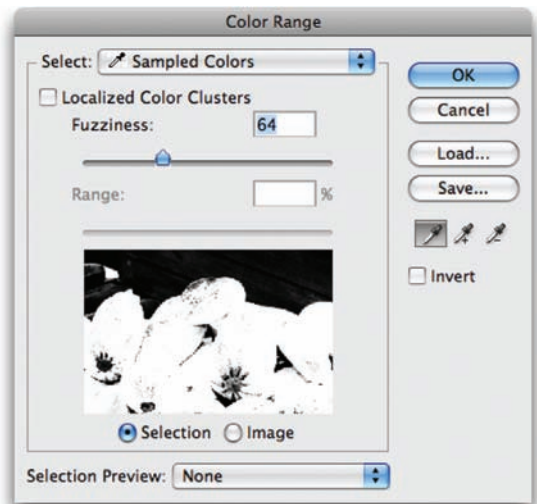 Color Range
Select: Sampled Colors
Localized Color Clusters
Fuzziness: 64
Range: %
Selection Image
Selection Preview: None
OK
Cancel
Load...
Save...
Invert